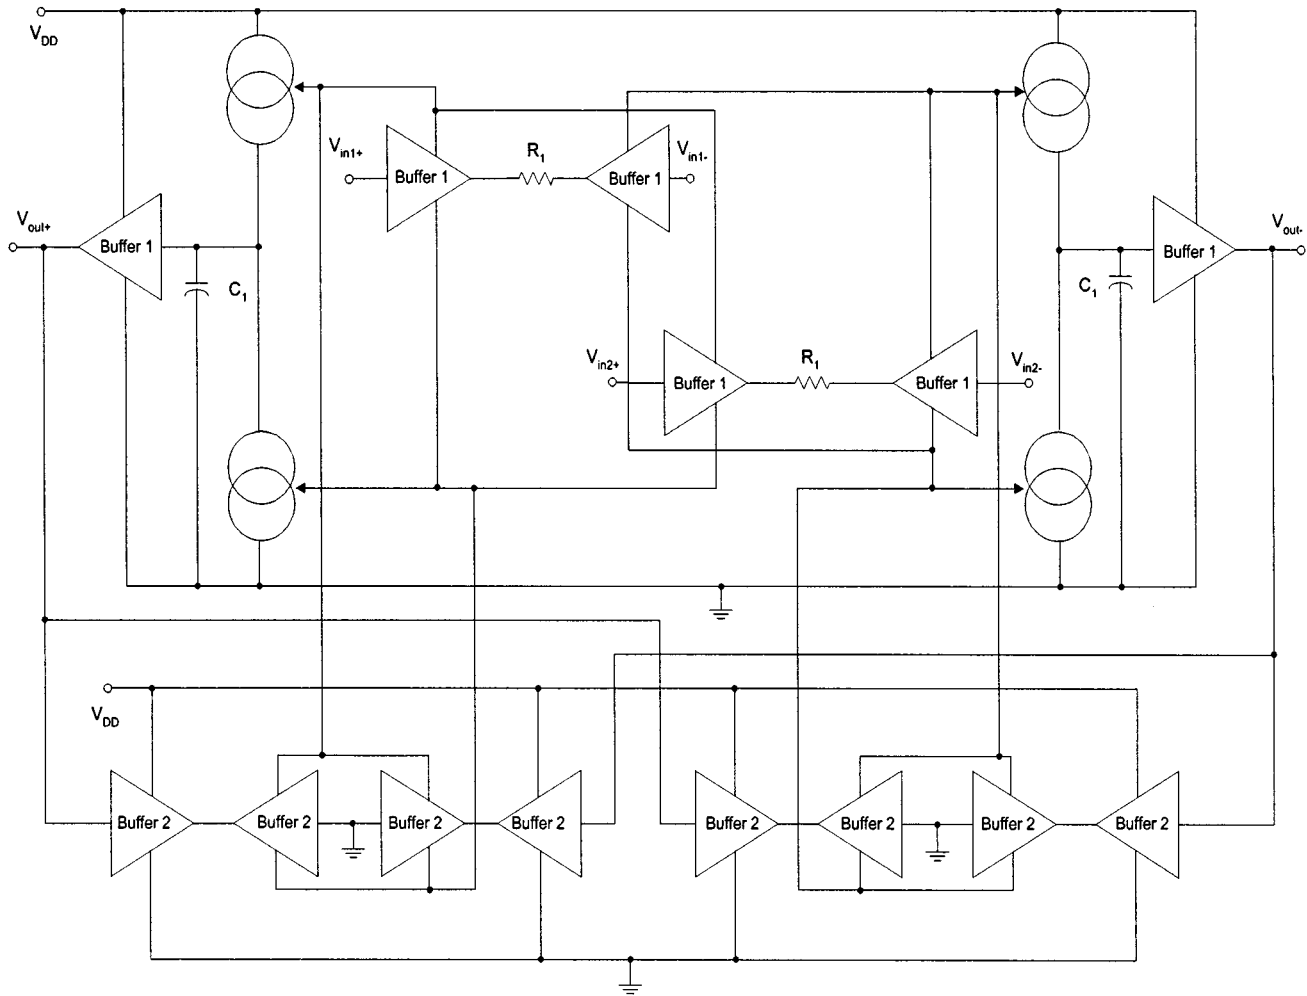 V_DD
V_in1+
R_1
V_in1-
Buffer 1
Buffer 1
V_out+
Buffer 1
C_1
C_1
Buffer 1
V_out-
V_in2+
R_1
V_in2-
Buffer 1
Buffer 1
V_DD
Buffer 2
Buffer 2
Buffer 2
Buffer 2
Buffer 2
Buffer 2
Buffer 2
Buffer 2